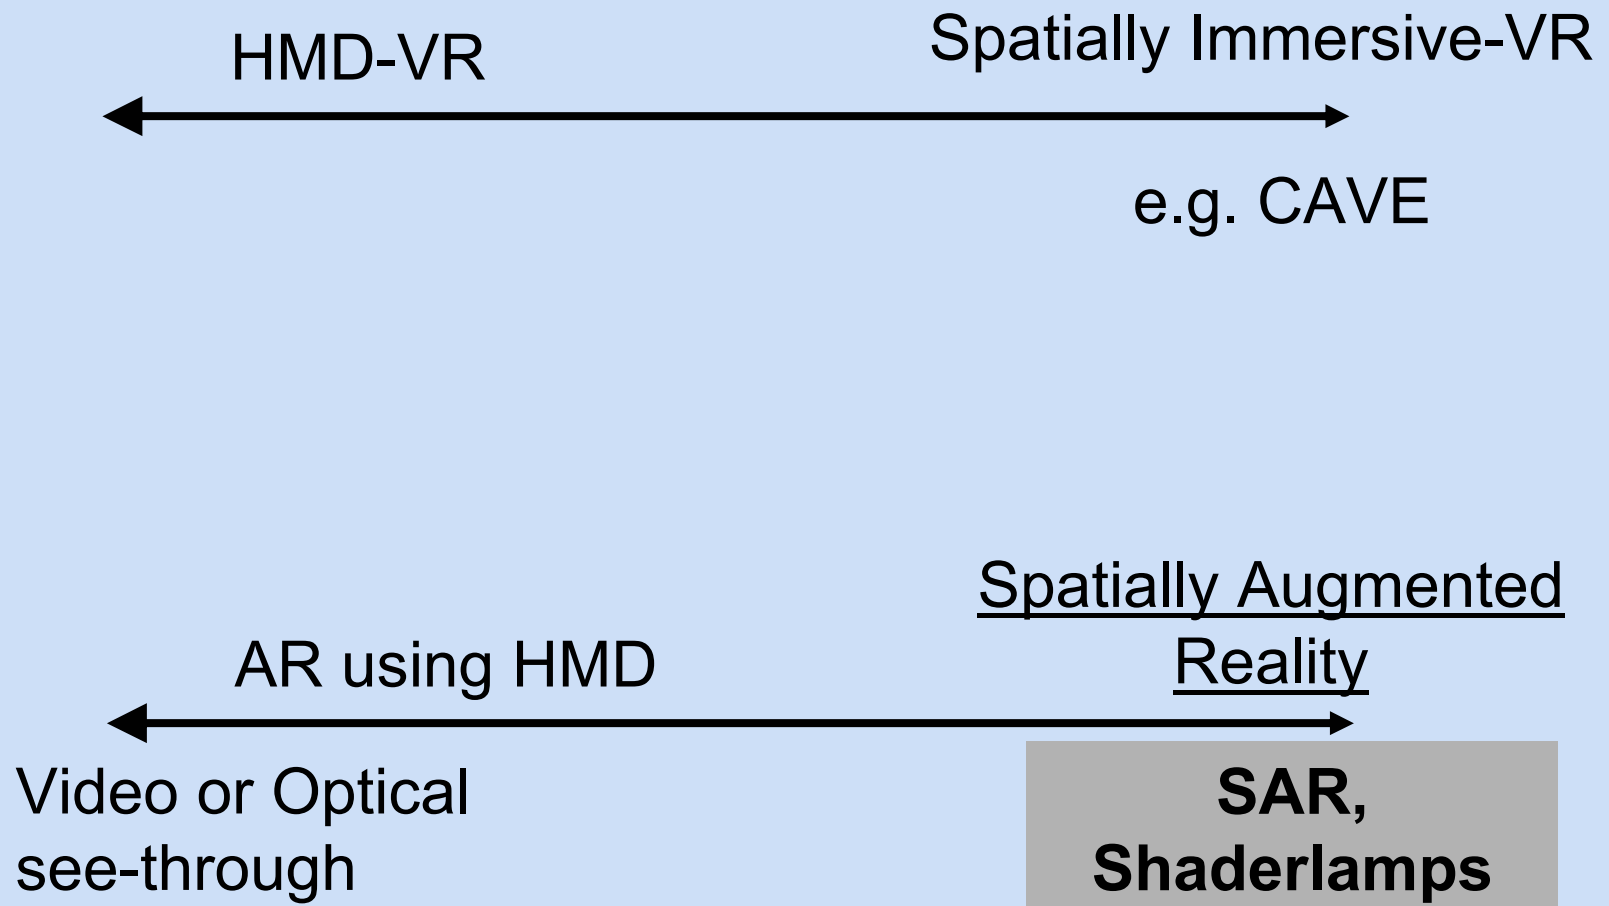 HMD-VR
Spatially Immersive-VR
e.g. CAVE
AR using HMD
Spatially Augmented
Reality
Video or Optical
see-through
SAR,
Shaderlamps